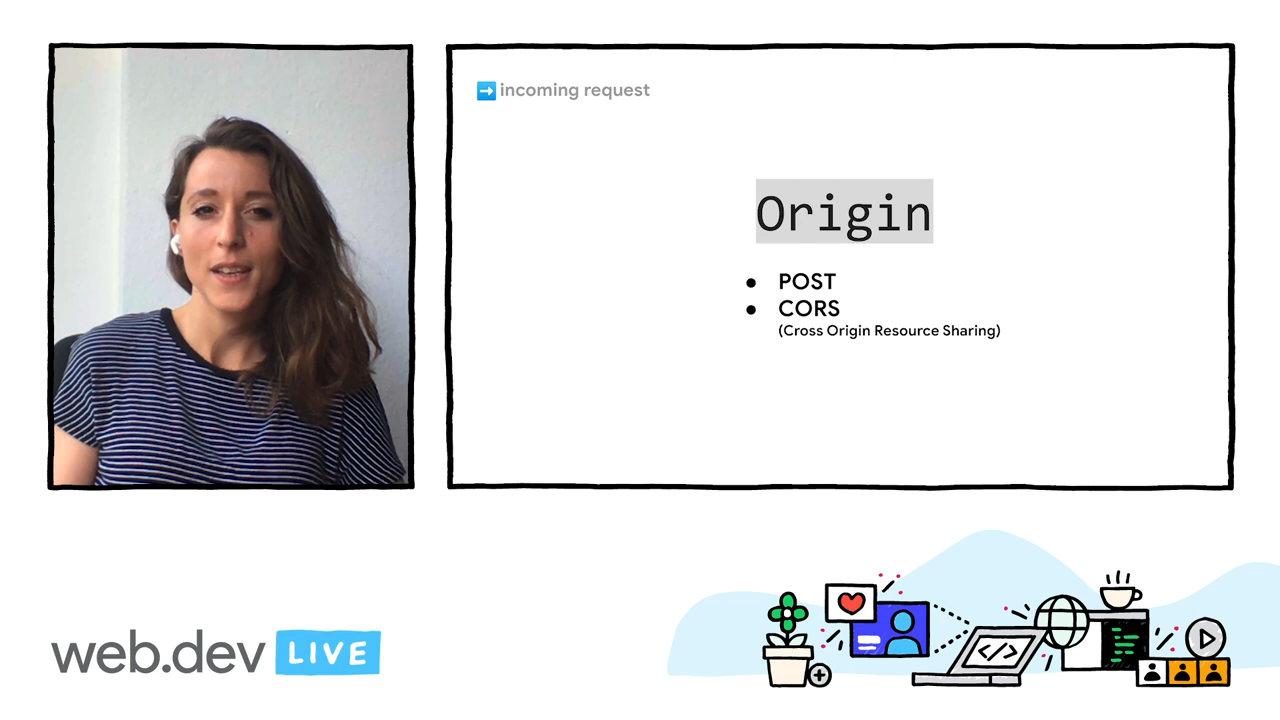 incoming request
Origin
POST
CORS
(Cross Origin Resource Sharing)
</>
web.dev LIVE